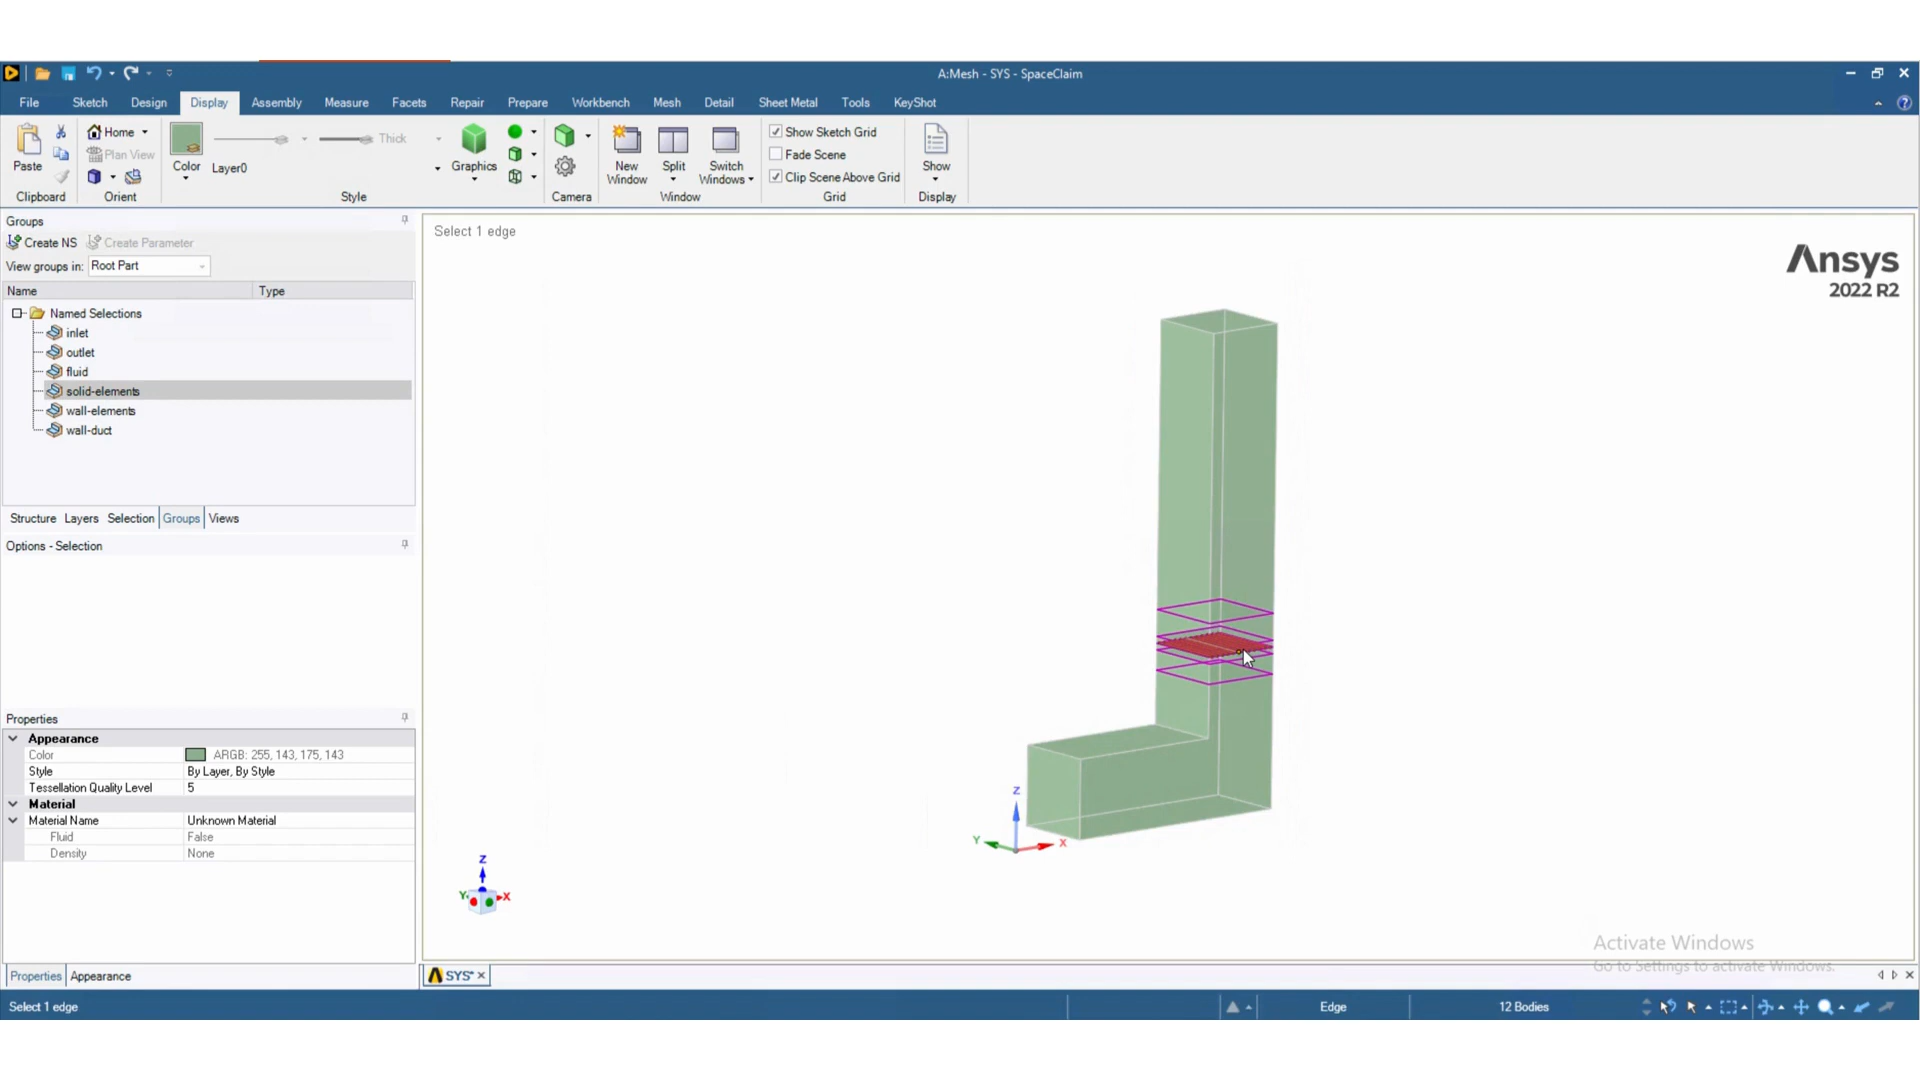 A:Mesh - SYS - SpaceClaim
File Sketch Design Display Assembly Measure Facets Repair Prepare Workbench Mesh Detail Sheet Metal Tools KeyShot
Paste
Clipboard
Home
Plan View
Orient
Color
Layer0
Thick
Style
Graphics
Camera
New Window
Split
Switch Windows
Window
Show Sketch Grid
Fade Scene
Clip Scene Above Grid
Grid
Show
Display
Groups
Create NS Create Parameter
View groups in: Root Part
Name Type
Named Selections
inlet
outlet
fluid
solid-elements
wall-elements
wall-duct
Structure Layers Selection Groups Views
Options - Selection
Properties
Appearance
Color ARGB: 255, 143, 175, 143
Style By Layer, By Style
Tessellation Quality Level 5
Material
Material Name Unknown Material
Fluid False
Density None
Properties Appearance
Select 1 edge
Ansys
2022 R2
Z
Y X
Z
Y X
Activate Windows
Go to Settings to activate Windows.
SYS*
Select 1 edge Edge 12 Bodies